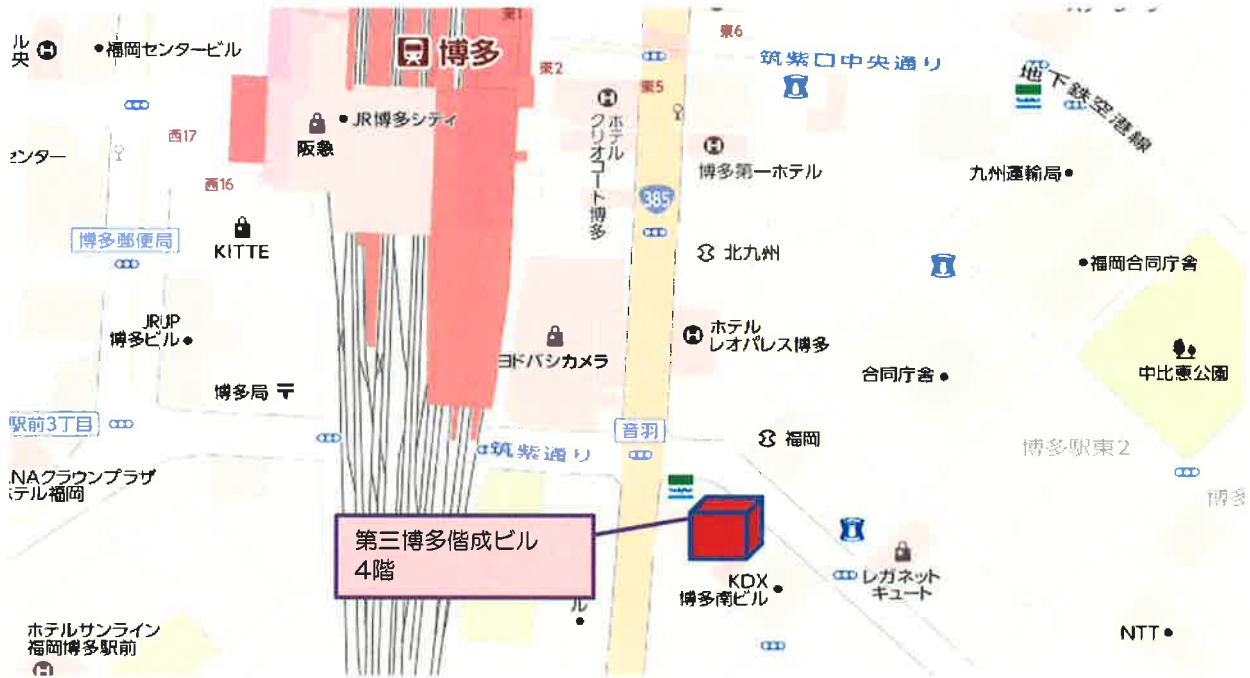 ル
央
福岡センタービル
博多
東1
東2
東6
東5
筑紫口中央通り
地下鉄空港線
西17
阪急
JR博多シティ
ホテル
クリオコート博多
博多第一ホテル
九州運輸局
センター
西16
385
博多郵便局
KITTE
北九州
福岡合同庁舎
JRJP
博多ビル
ヨドバシカメラ
ホテル
レオパレス博多
合同庁舎
中比恵公園
博多局
駅前3丁目
筑紫通り
音羽
福岡
博多駅東2
博多
NAクラウンプラザ
ホテル福岡
第三博多偕成ビル
4階
KDX
博多南ビル
レガネット
キュート
ル
ホテルサンライン
福岡博多駅前
NTT